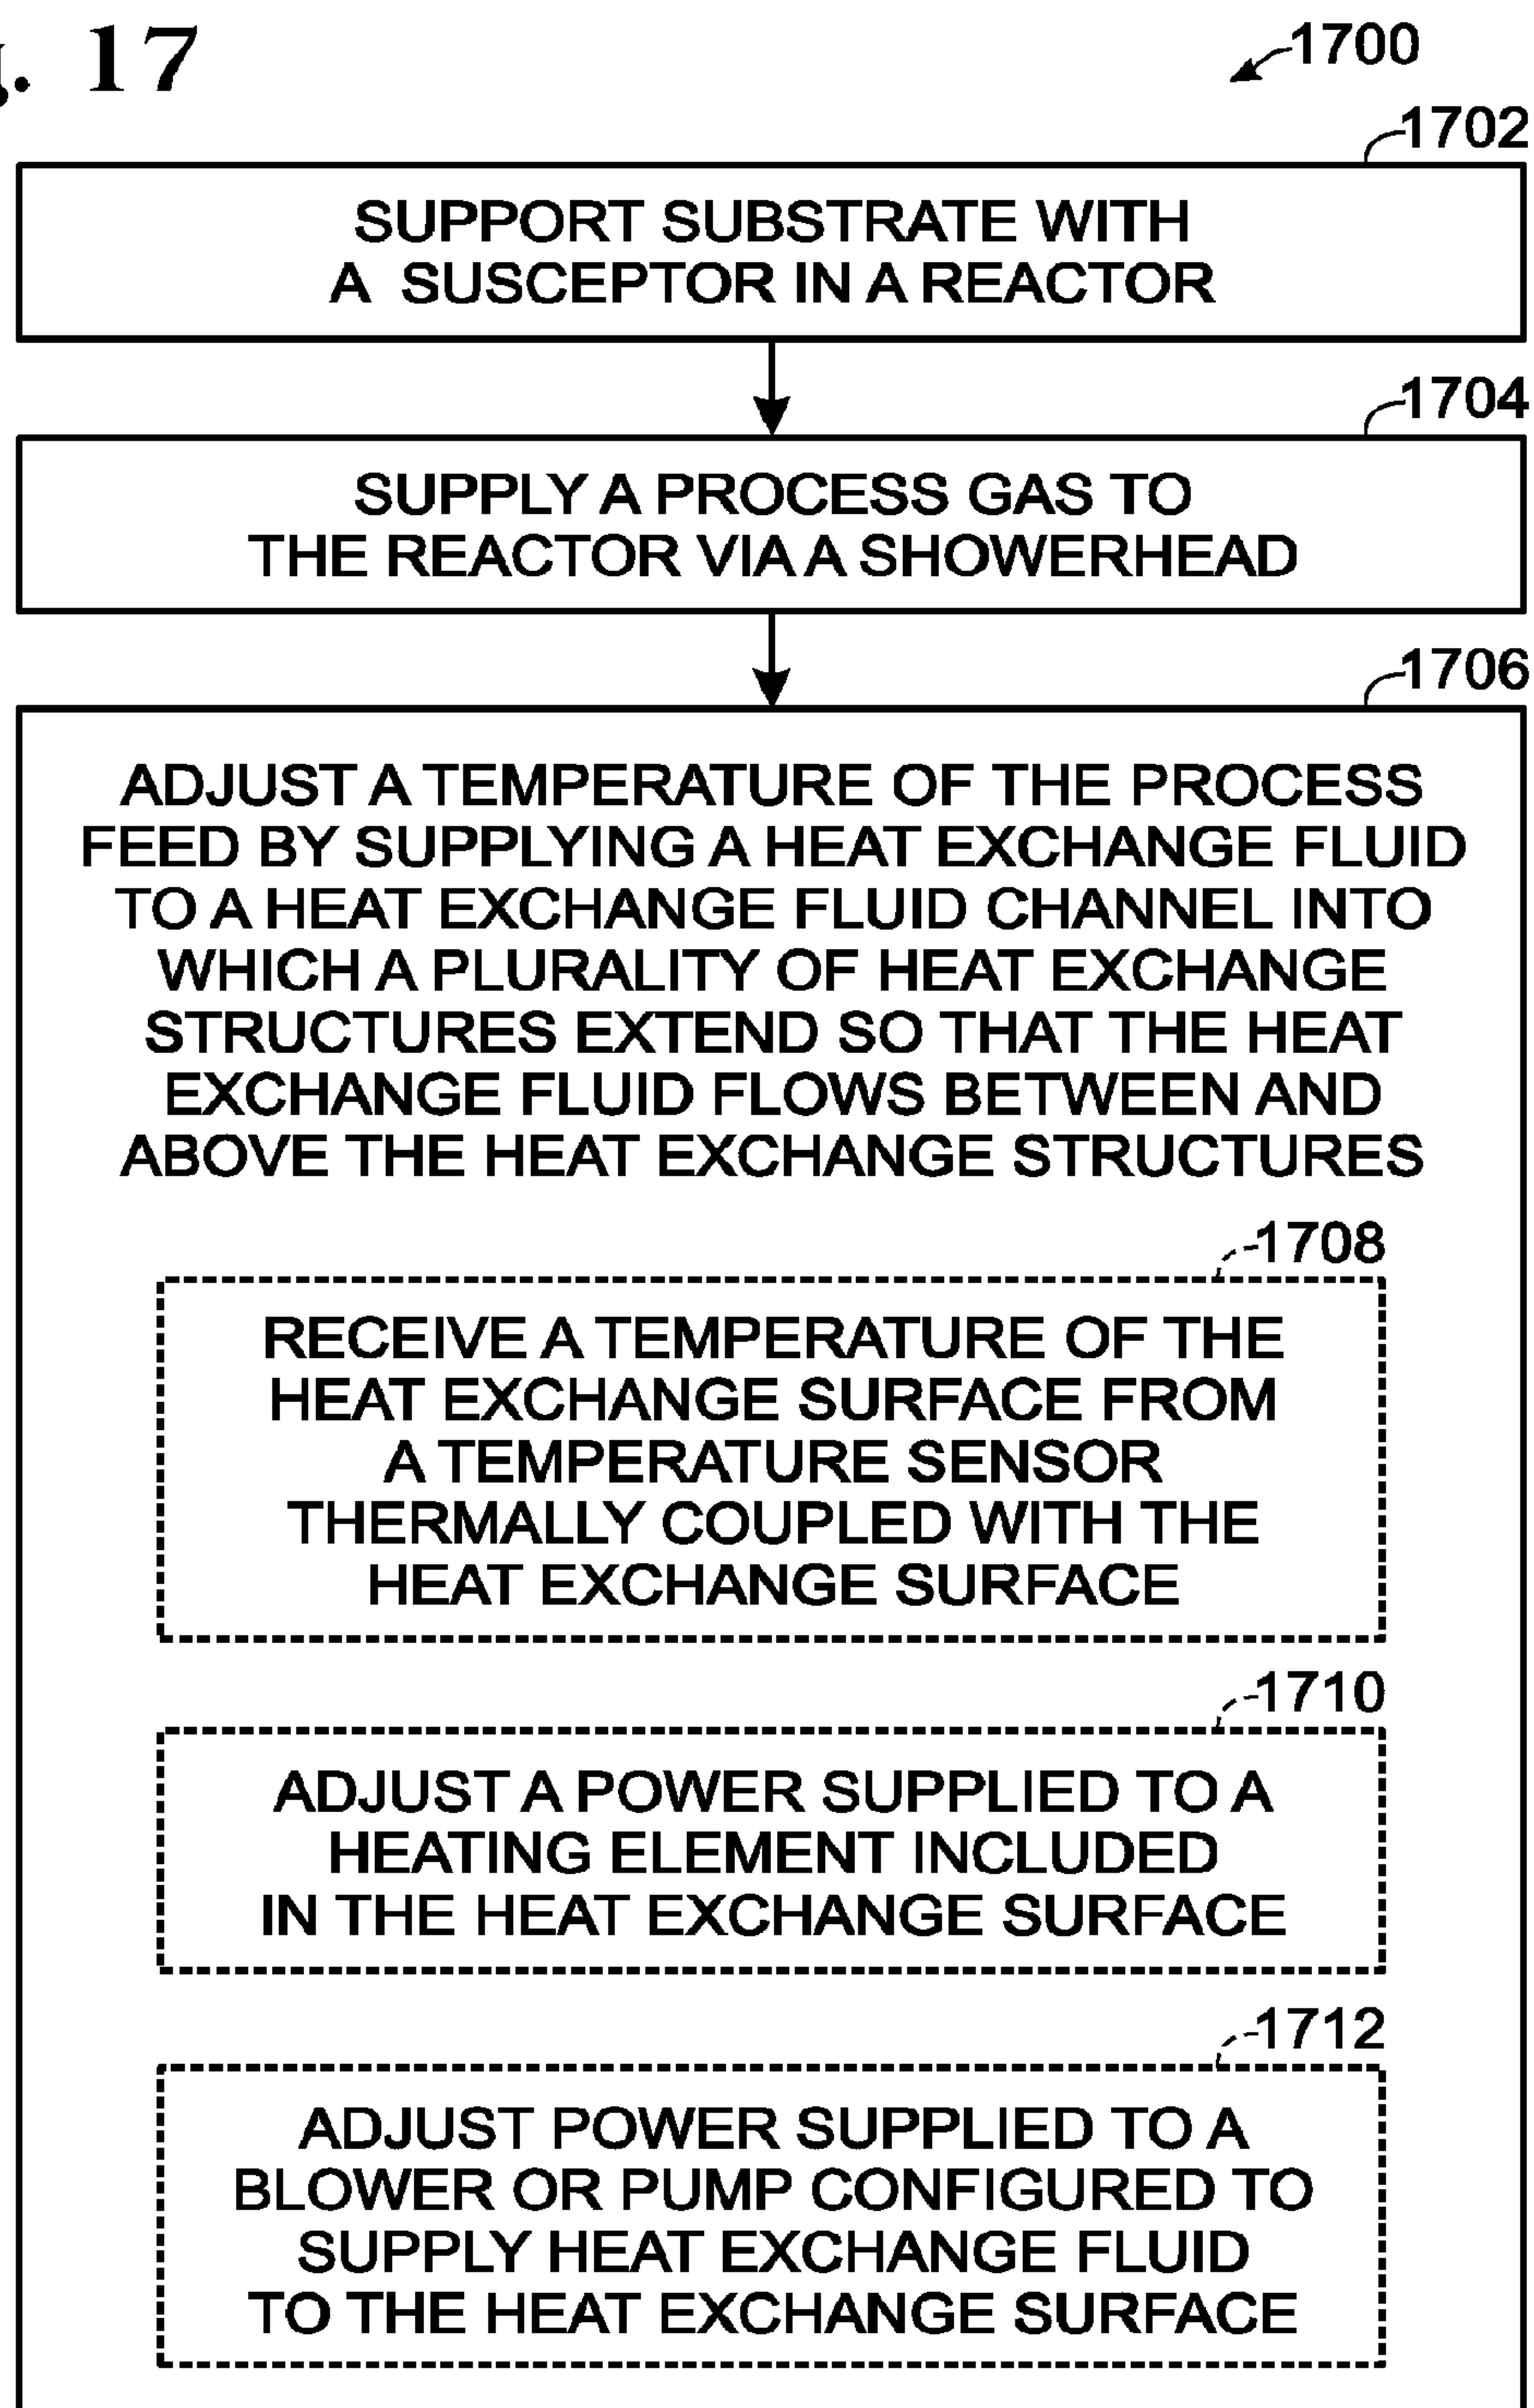 . 17
1700
1702
SUPPORT SUBSTRATE WITH
A SUSCEPTOR IN A REACTOR
1704
SUPPLY A PROCESS GAS TO
THE REACTOR VIA A SHOWERHEAD
1706
ADJUST A TEMPERATURE OF THE PROCESS
FEED BY SUPPLYING A HEAT EXCHANGE FLUID
TO A HEAT EXCHANGE FLUID CHANNEL INTO
WHICH A PLURALITY OF HEAT EXCHANGE
STRUCTURES EXTEND SO THAT THE HEAT
EXCHANGE FLUID FLOWS BETWEEN AND
ABOVE THE HEAT EXCHANGE STRUCTURES
1708
RECEIVE A TEMPERATURE OF THE
HEAT EXCHANGE SURFACE FROM
A TEMPERATURE SENSOR
THERMALLY COUPLED WITH THE
HEAT EXCHANGE SURFACE
1710
ADJUST A POWER SUPPLIED TO A
HEATING ELEMENT INCLUDED
IN THE HEAT EXCHANGE SURFACE
1712
ADJUST POWER SUPPLIED TO A
BLOWER OR PUMP CONFIGURED TO
SUPPLY HEAT EXCHANGE FLUID
TO THE HEAT EXCHANGE SURFACE